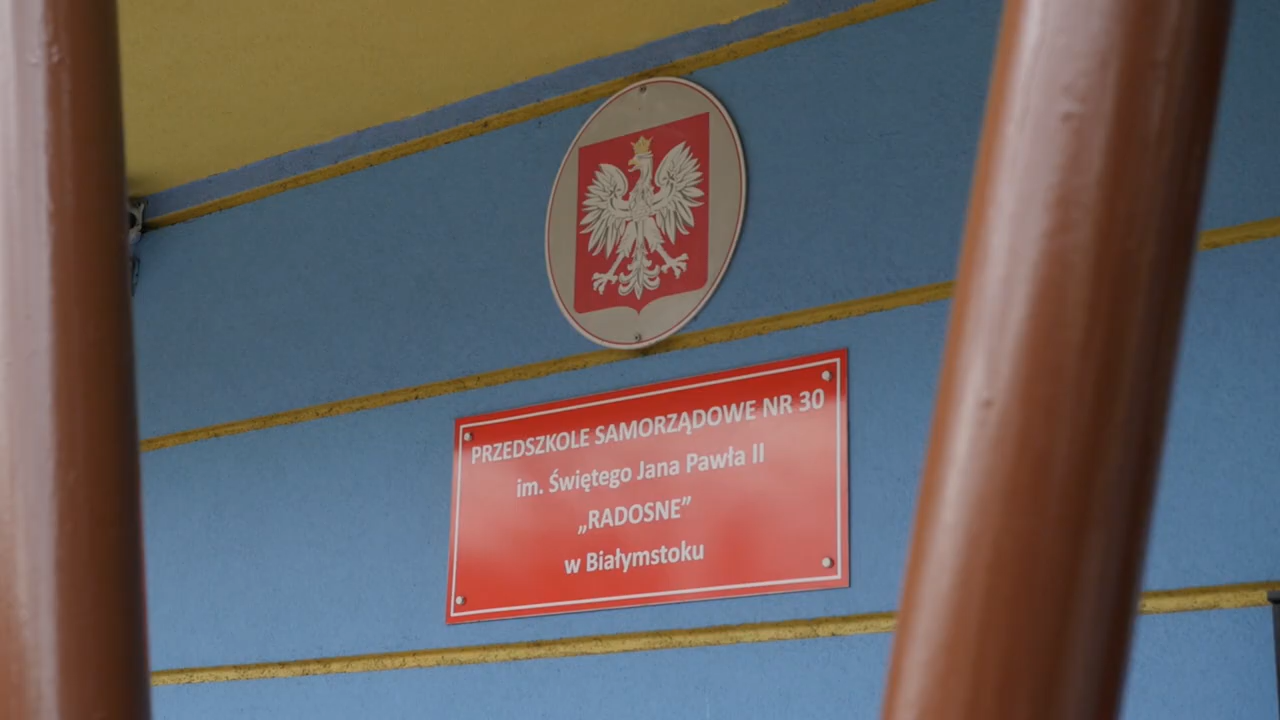 PRZEDSZKOLE SAMORZĄDOWE NR 30
im. Świętego Jana Pawła II
„RADOSNE”
w Białymstoku